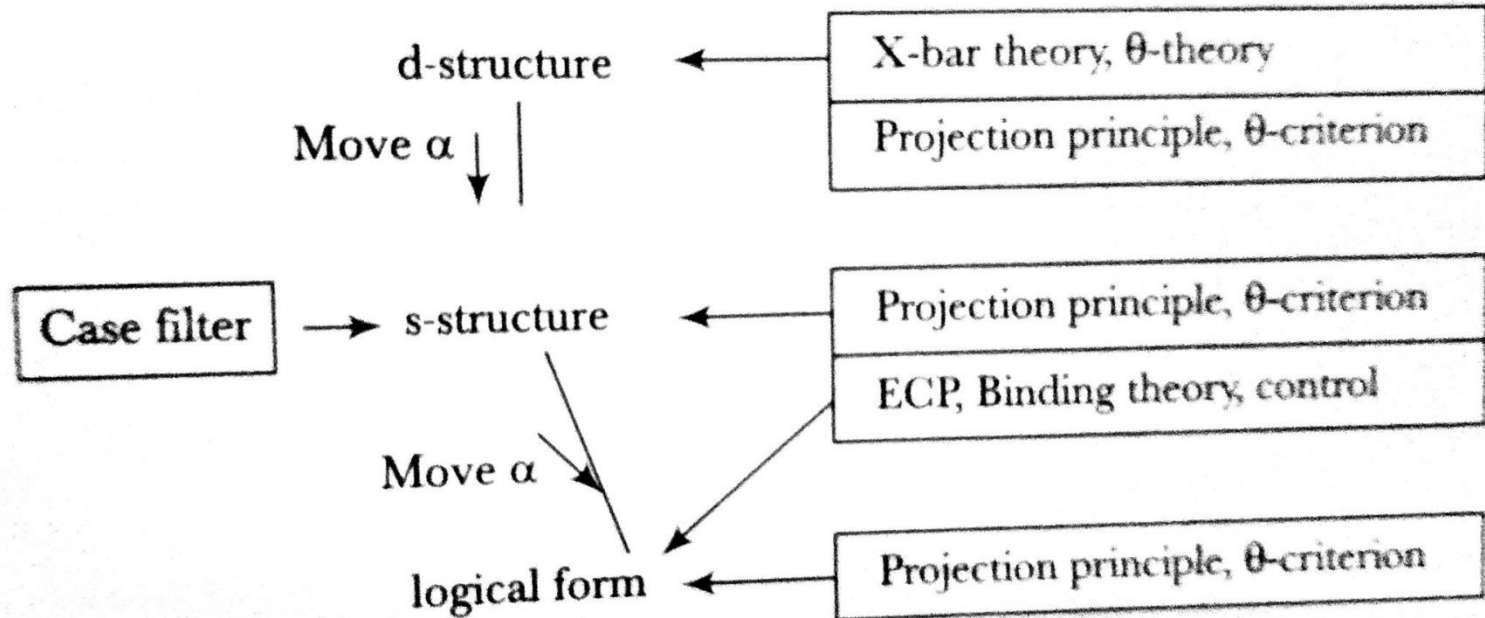 d-structure
X-bar theory, θ-theory
Move α
Projection principle, θ-criterion
Case filter
s-structure
Projection principle, θ-criterion
ECP, Binding theory, control
Move α
logical form
Projection principle, θ-criterion